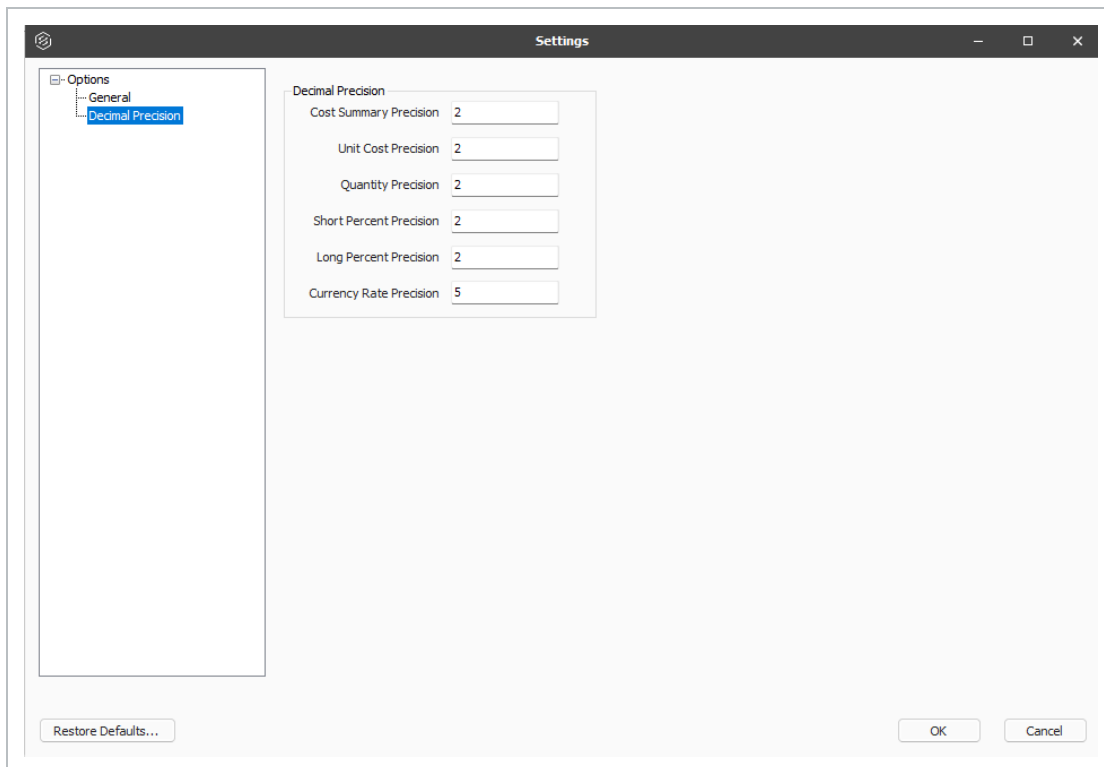 Settings
Options
General
Decimal Precision
Decimal Precision
Cost Summary Precision 2
Unit Cost Precision 2
Quantity Precision 2
Short Percent Precision 2
Long Percent Precision 2
Currency Rate Precision 5
Restore Defaults...
OK
Cancel